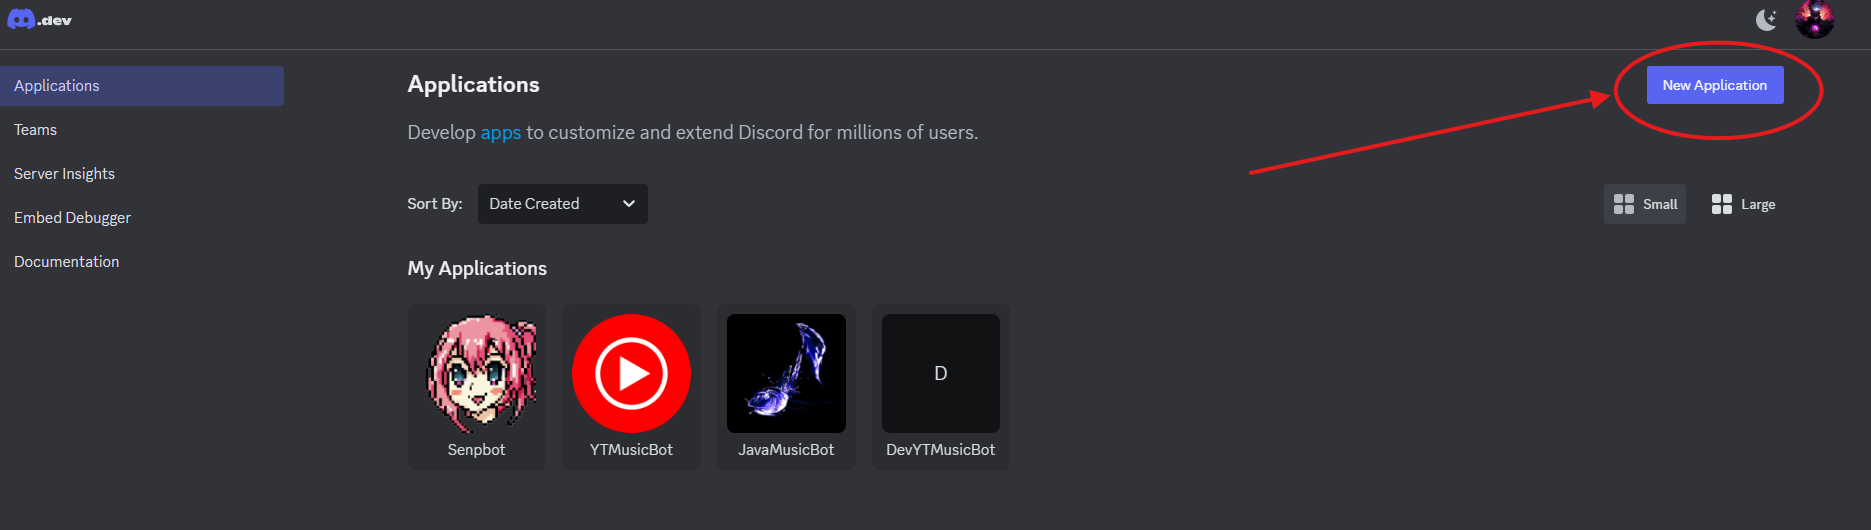 .dev
Applications
Teams
Server Insights
Embed Debugger
Documentation
Applications
New Application
Develop apps to customize and extend Discord for millions of users.
Sort By: Date Created
Small Large
My Applications
D
Senpbot YTMusicBot JavaMusicBot DevYTMusicBot